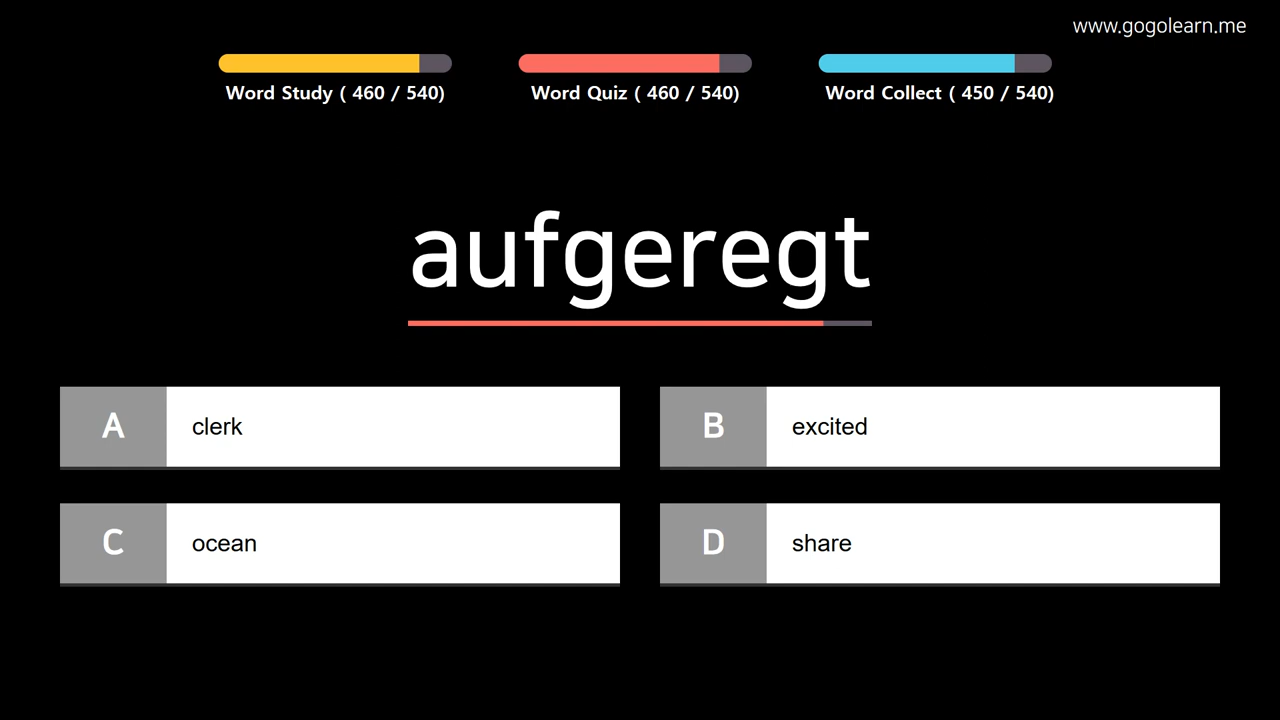 www.gogolearn.me
Word Study ( 460 / 540)
Word Quiz ( 460 / 540)
Word Collect ( 450 / 540)
aufgeregt
A clerk
B excited
C ocean
D share